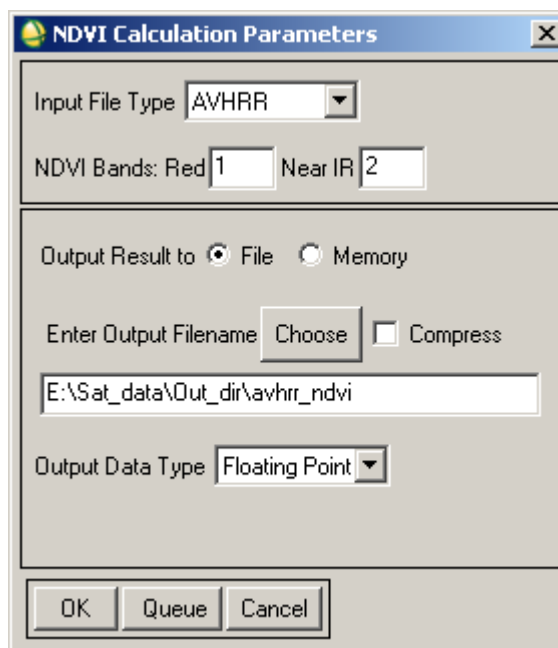 NDVI Calculation Parameters
Input File Type AVHRR
NDVI Bands: Red 1 Near IR 2
Output Result to File Memory
Enter Output Filename Choose Compress
E:\Sat_data\Out_dir\avhrr_ndvi
Output Data Type Floating Point
OK Queue Cancel